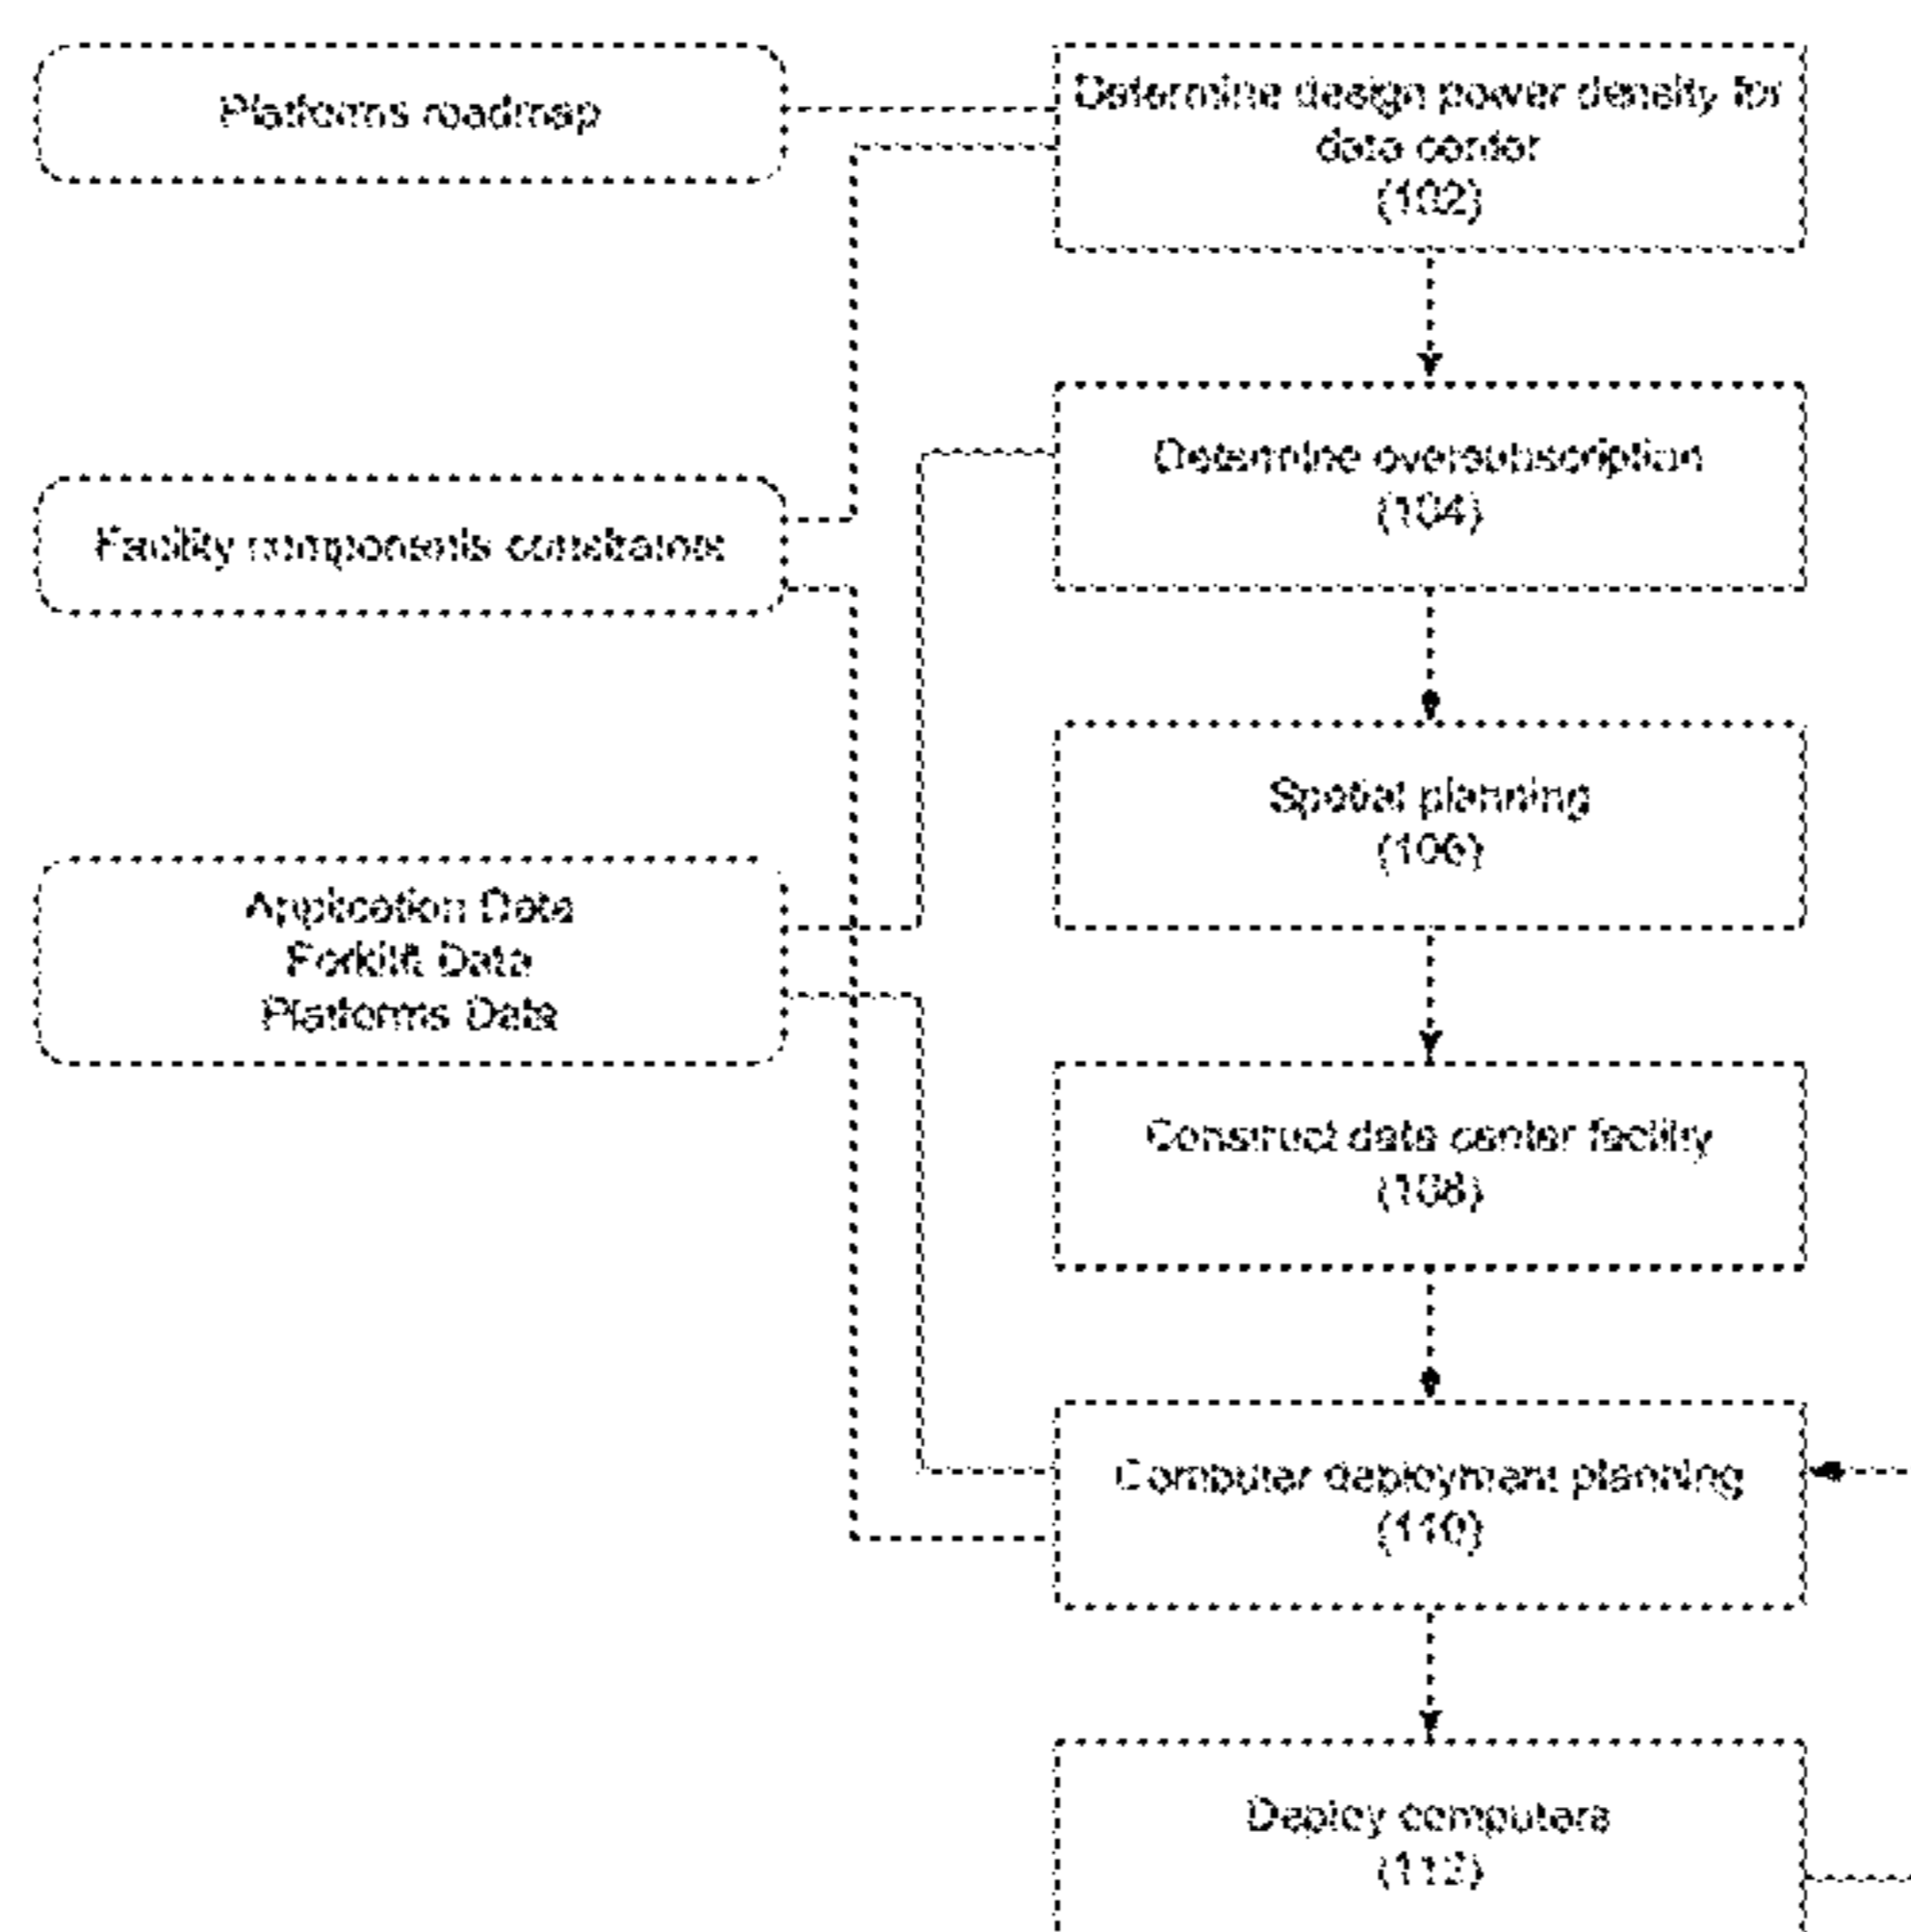 Platforms roadmap
Determine design power density for
data center
(102)
Determine oversubscription
(104)
Facility components constraints
Spatial planning
(106)
Application Data
Forklift Data
Platforms Data
Construct data center facility
(108)
Computer deployment planning
(110)
Deploy computers
(112)